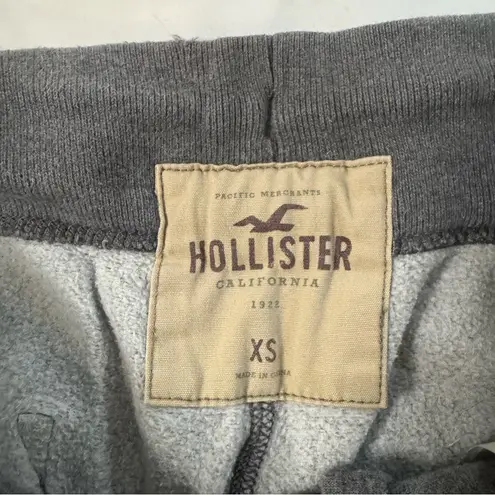 PACIFIC MERCHANTS
HOLLISTER
CALIFORNIA
1922
XS
MADE IN CHINA